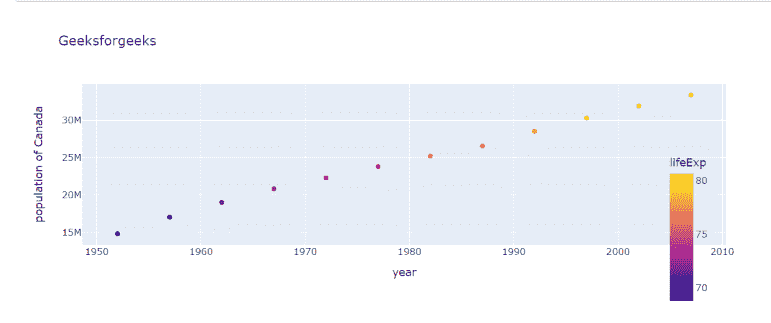 Geeksforgeeks
population of Canada
30M
25M
20M
15M
1950 1960 1970 1980 1990 2000 2010
year
lifeExp
80
75
70